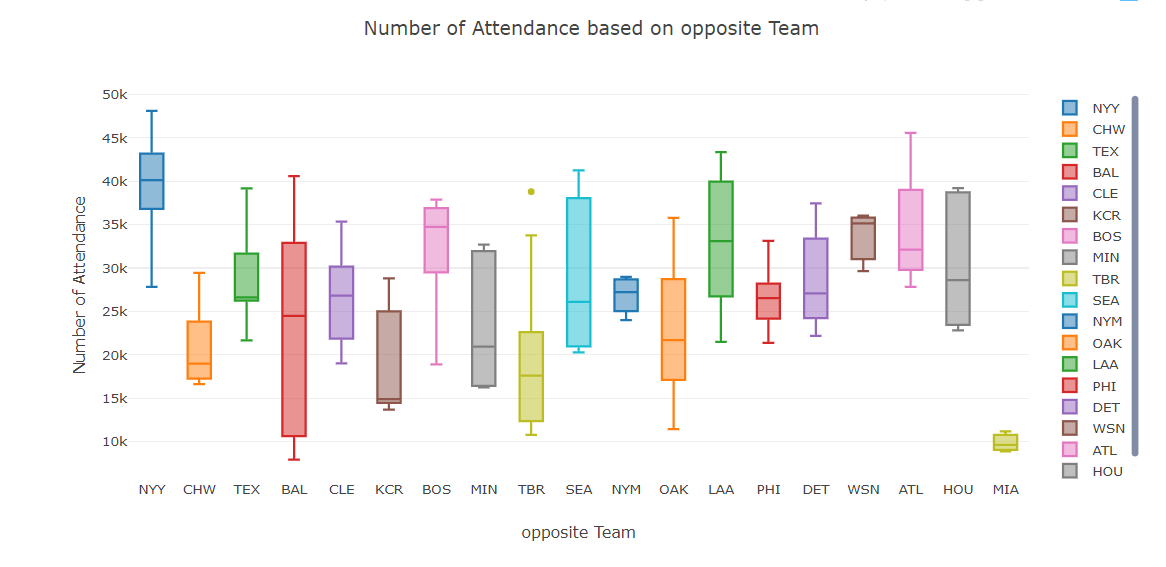 Number of Attendance based on opposite Team
50k
45k
40k
35k
30k
25k
20k
15k
10k
Number of Attendance
NYY CHW TEX BAL CLE KCR BOS MIN TBR SEA NYM OAK LAA PHI DET WSN ATL HOU MIA
opposite Team
NYY
CHW
TEX
BAL
CLE
KCR
BOS
MIN
TBR
SEA
NYM
OAK
LAA
PHI
DET
WSN
ATL
HOU